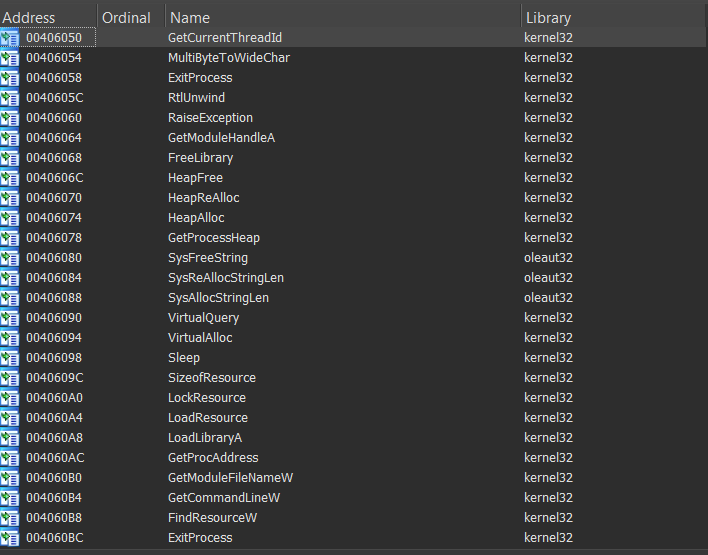 Address Ordinal Name Library
00406050 GetCurrentThreadId kernel32
00406054 MultiByteToWideChar kernel32
00406058 ExitProcess kernel32
0040605C RtlUnwind kernel32
00406060 RaiseException kernel32
00406064 GetModuleHandleA kernel32
00406068 FreeLibrary kernel32
0040606C HeapFree kernel32
00406070 HeapReAlloc kernel32
00406074 HeapAlloc kernel32
00406078 GetProcessHeap kernel32
00406080 SysFreeString oleaut32
00406084 SysReAllocStringLen oleaut32
00406088 SysAllocStringLen oleaut32
00406090 VirtualQuery kernel32
00406094 VirtualAlloc kernel32
00406098 Sleep kernel32
0040609C SizeofResource kernel32
004060A0 LockResource kernel32
004060A4 LoadResource kernel32
004060A8 LoadLibraryA kernel32
004060AC GetProcAddress kernel32
004060B0 GetModuleFileNameW kernel32
004060B4 GetCommandLineW kernel32
004060B8 FindResourceW kernel32
004060BC ExitProcess kernel32